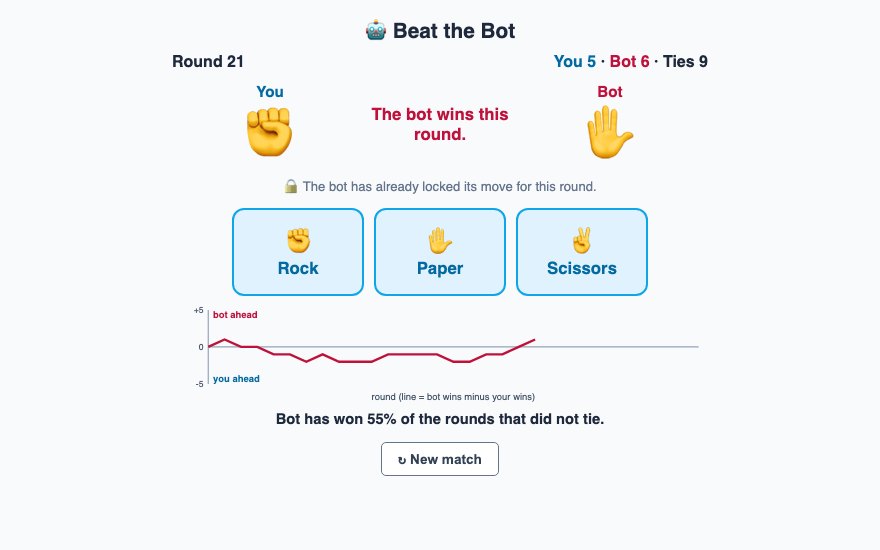 🤖 Beat the Bot
Round 21
You 5 · Bot 6 · Ties 9
You
Bot
The bot wins this
round.
🔒 The bot has already locked its move for this round.
Rock
Paper
Scissors
+5
bot ahead
0
you ahead
-5
round (line = bot wins minus your wins)
Bot has won 55% of the rounds that did not tie.
↻ New match